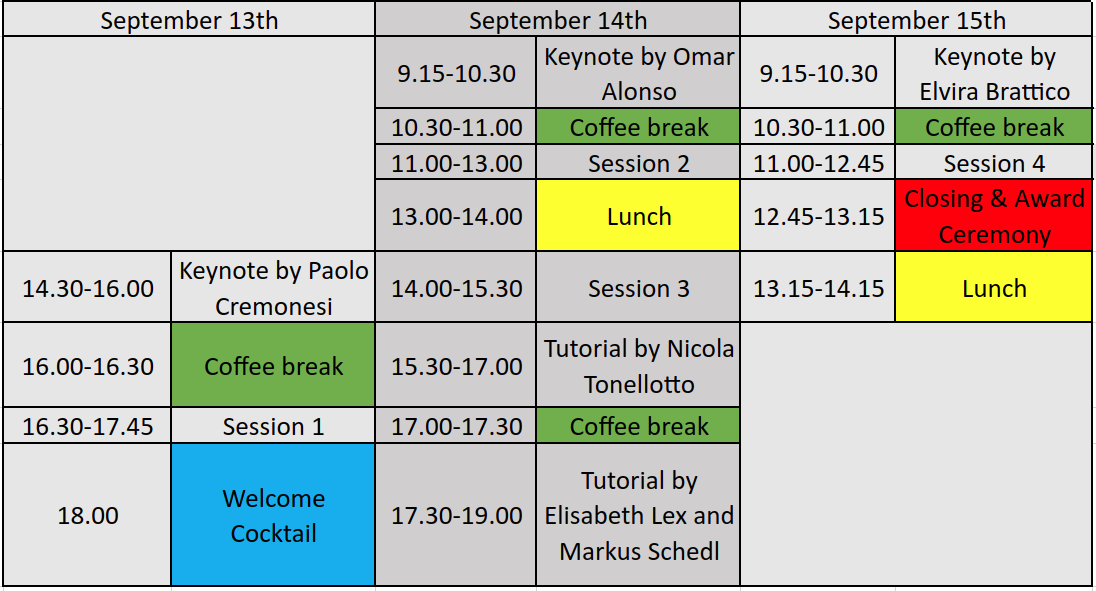 September 13th
September 14th
September 15th
9.15-10.30
Keynote by Omar
Alonso
9.15-10.30
Keynote by
Elvira Brattico
10.30-11.00
Coffee break
10.30-11.00
Coffee break
11.00-13.00
Session 2
11.00-12.45
Session 4
13.00-14.00
Lunch
12.45-13.15
Closing & Award
Ceremony
14.30-16.00
Keynote by Paolo
Cremonesi
14.00-15.30
Session 3
13.15-14.15
Lunch
16.00-16.30
Coffee break
15.30-17.00
Tutorial by Nicola
Tonellotto
16.30-17.45
Session 1
17.00-17.30
Coffee break
18.00
Welcome
Cocktail
17.30-19.00
Tutorial by
Elisabeth Lex and
Markus Schedl